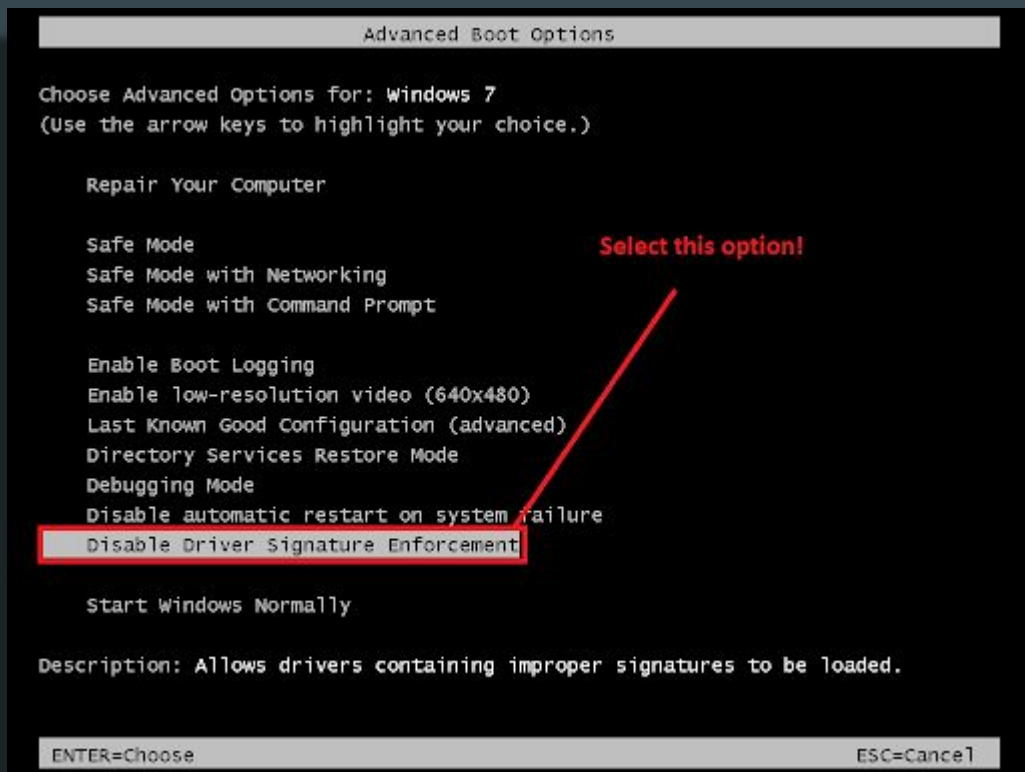 Advanced Boot Options
Choose Advanced Options for: Windows 7
(Use the arrow keys to highlight your choice.)
Repair Your Computer
Safe Mode
Select this option!
Safe Mode with Networking
Safe Mode with Command Prompt
Enable Boot Logging
Enable low-resolution video (640x480)
Last Known Good Configuration (advanced)
Directory Services Restore Mode
Debugging Mode
Disable automatic restart on system failure
Disable Driver Signature Enforcement
Start Windows Normally
Description: Allows drivers containing improper signatures to be loaded.
ENTER=Choose ESC=Cancel